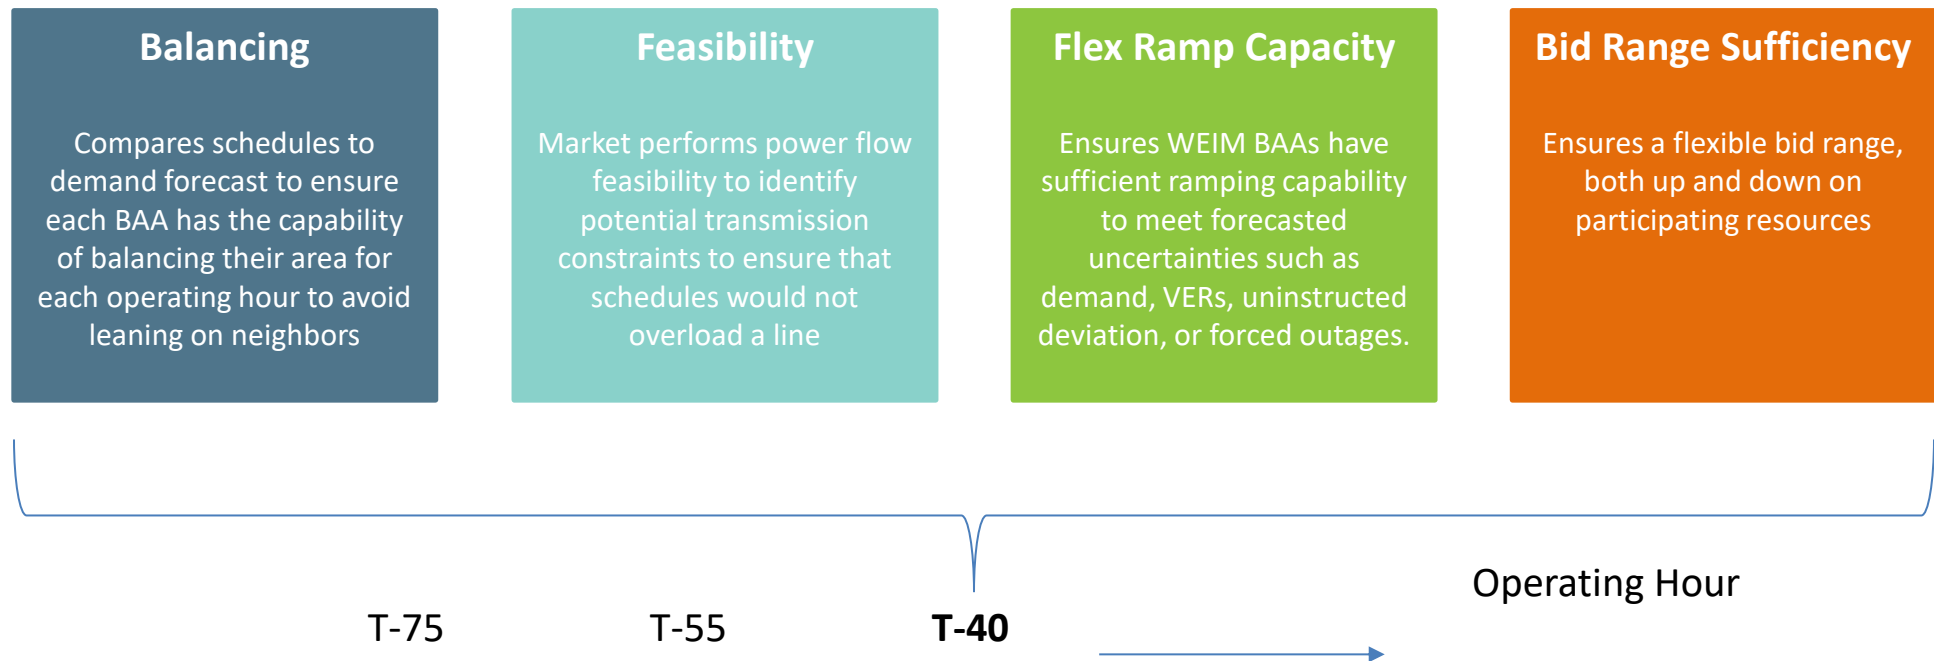 Balancing
Compares schedules to
demand forecast to ensure
each BAA has the capability
of balancing their area for
each operating hour to avoid
leaning on neighbors
Feasibility
Market performs power flow
feasibility to identify
potential transmission
constraints to ensure that
schedules would not
overload a line
Flex Ramp Capacity
Ensures WEIM BAAs have
sufficient ramping capability
to meet forecasted
uncertainties such as
demand, VERs, uninstructed
deviation, or forced outages.
Bid Range Sufficiency
Ensures a flexible bid range,
both up and down on
participating resources
T-75
T-55
T-40
Operating Hour